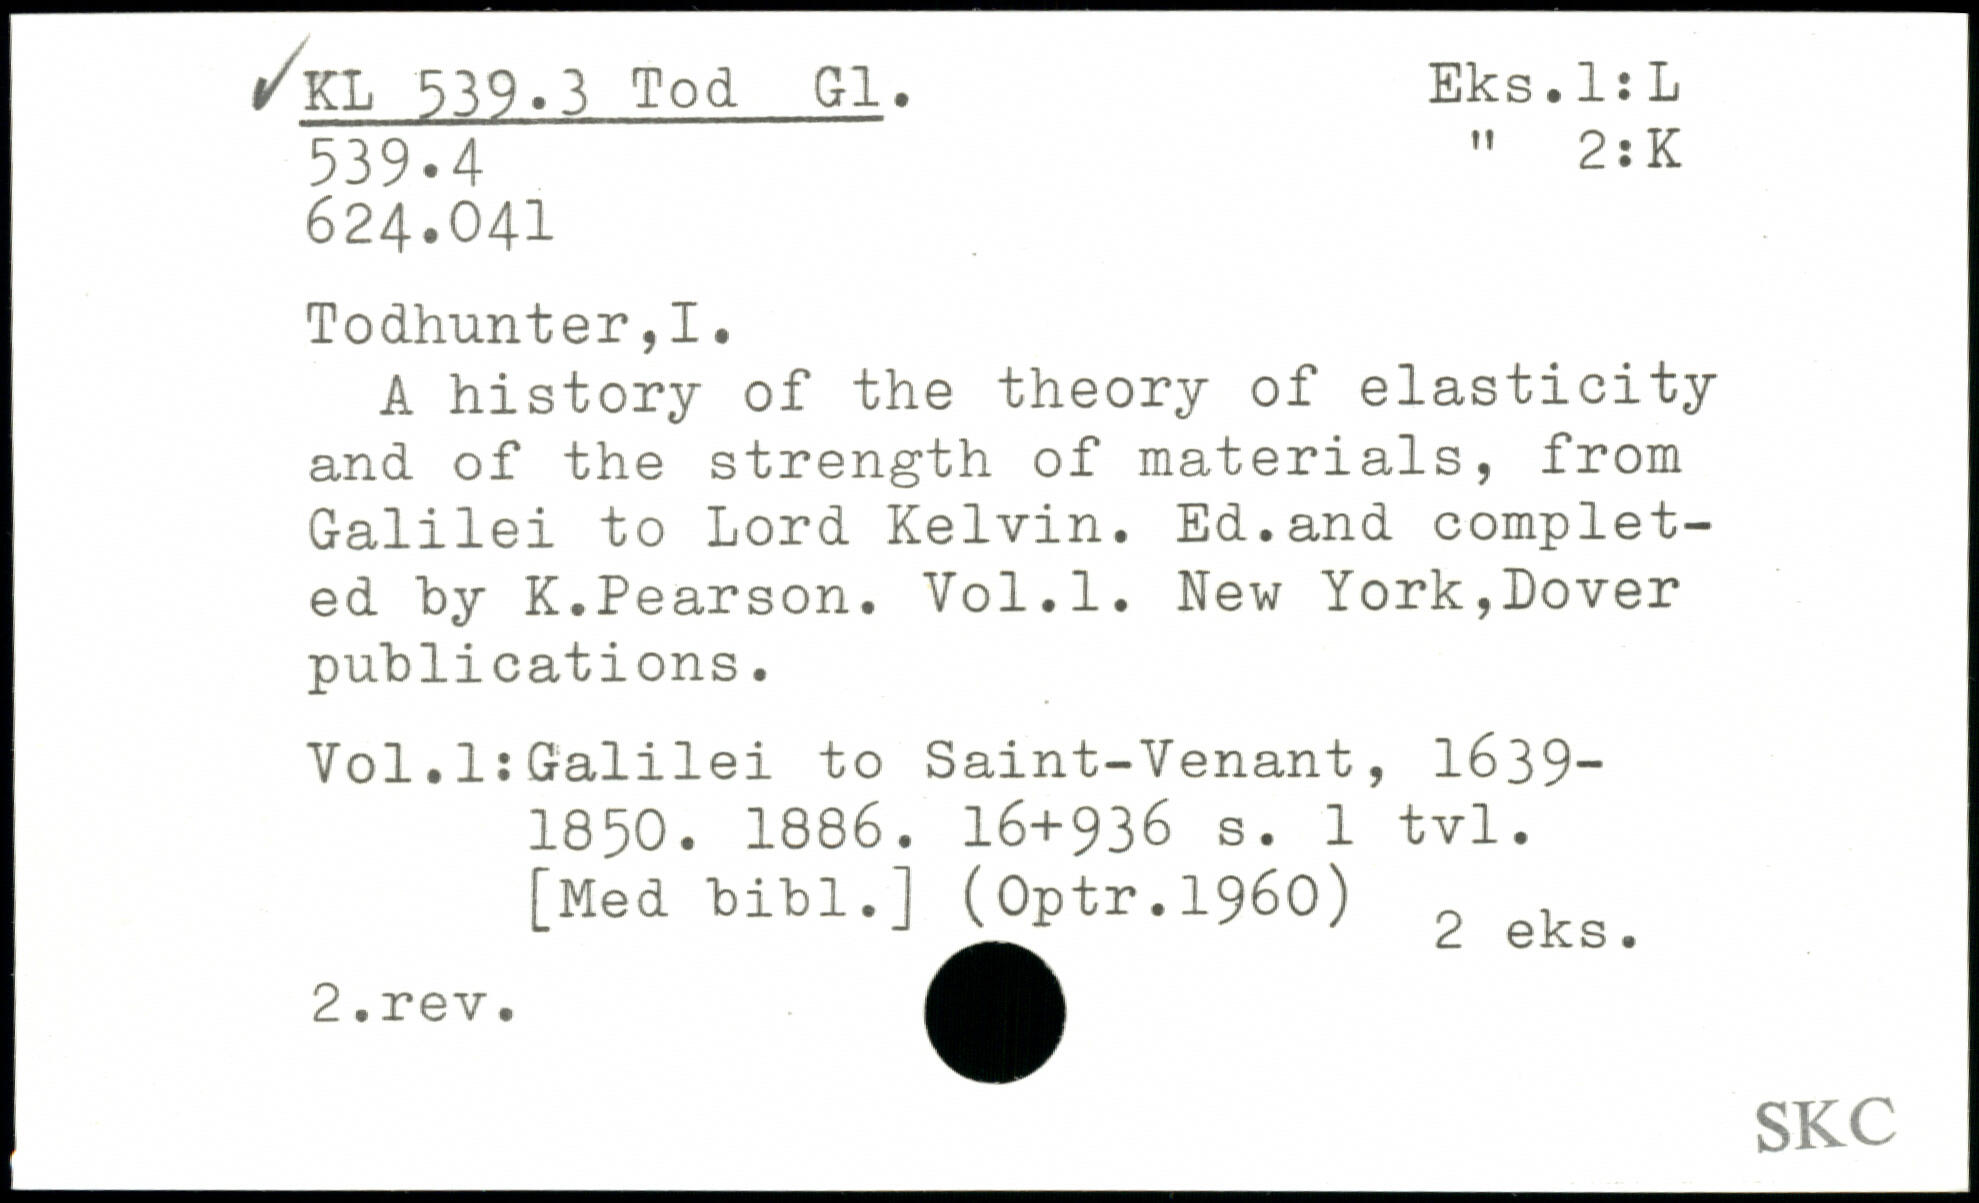 KL 539.3 Tod Gl.
Eks.1:L
" 2:K
539.4
624.041
Todhunter,I.
A history of the theory of elasticity
and of the strength of materials, from
Galilei to Lord Kelvin. Ed.and complet-
ed by K.Pearson. Vol.1. New York,Dover
publications.
Vol.1:Galilei to Saint-Venant, 1639-
1850. 1886. 16+936 s. 1 tvl.
[Med bibl.] (Optr.1960)
2 eks.
2.rev.
SKC